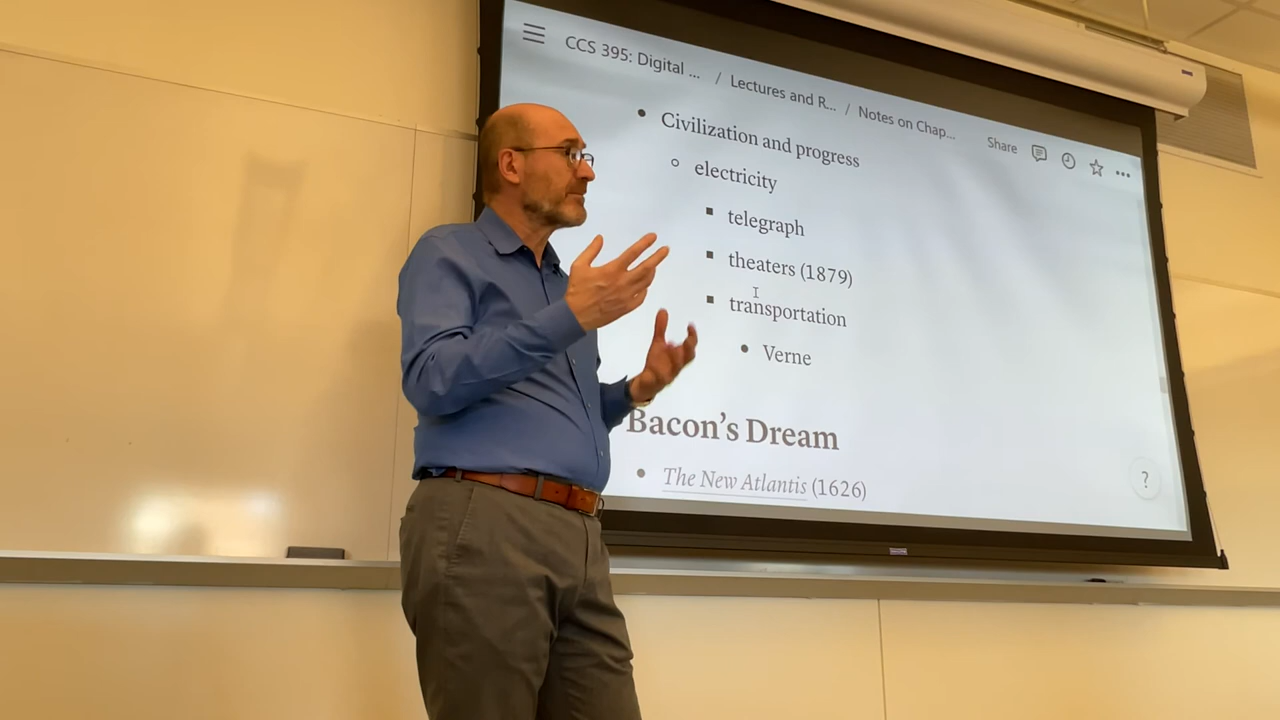 CCS 395: Digital ... / Lectures and R... / Notes on Chap...
Share
Civilization and progress
electricity
telegraph
theaters (1879)
transportation
Verne
Bacon's Dream
The New Atlantis (1626)
?